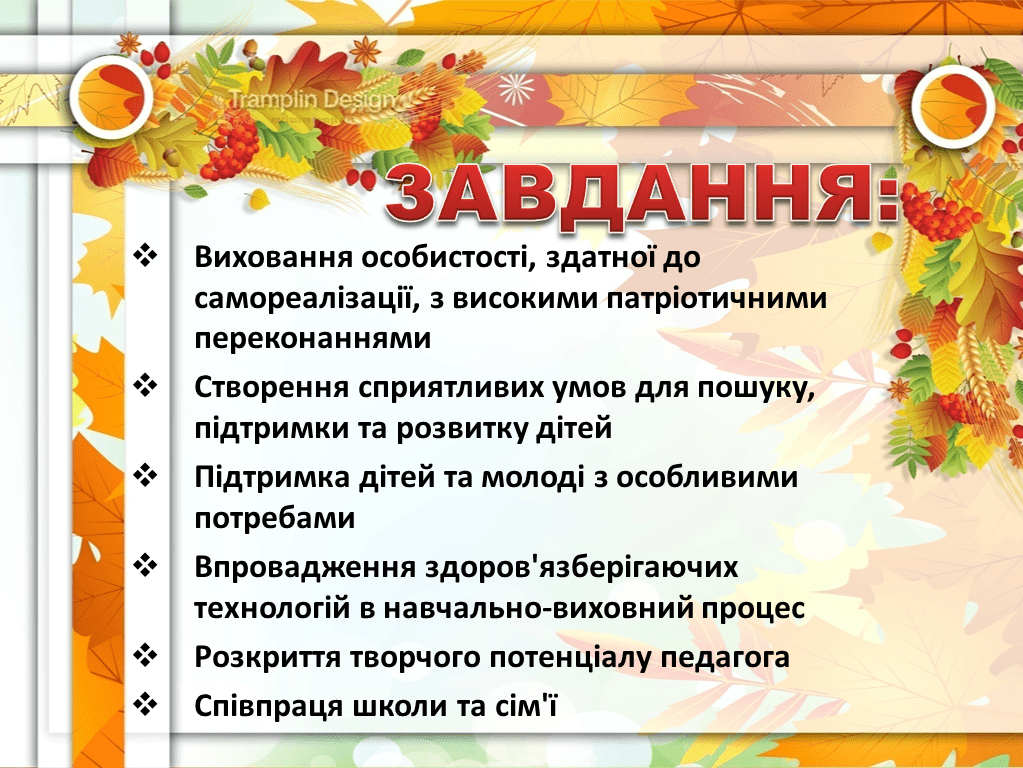 Tramplin Design
ЗАВДАННЯ:
❖ Виховання особистості, здатної до
самореалізації, з високими патріотичними
переконаннями
❖ Створення сприятливих умов для пошуку,
підтримки та розвитку дітей
❖ Підтримка дітей та молоді з особливими
потребами
❖ Впровадження здоров'язберігаючих
технологій в навчально-виховний процес
❖ Розкриття творчого потенціалу педагога
❖ Співпраця школи та сім'ї